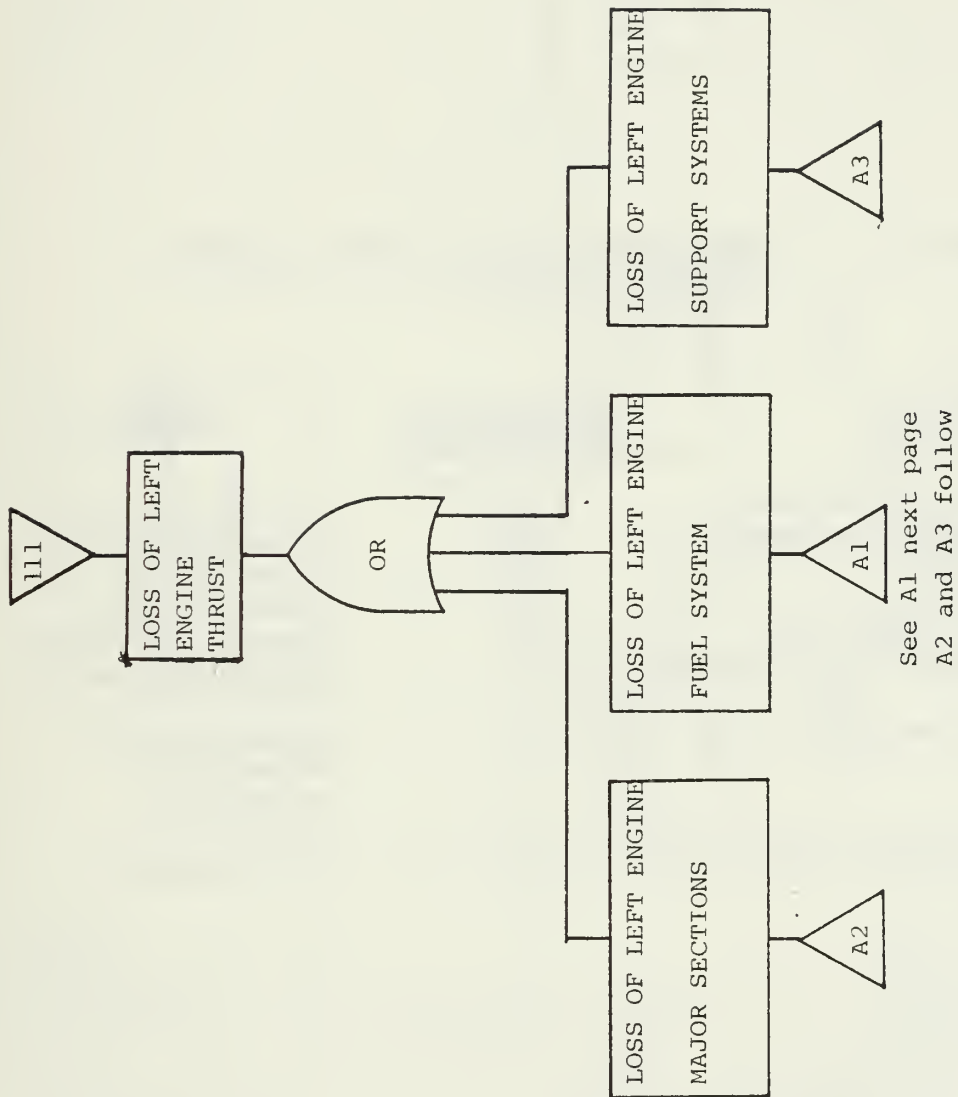 111
LOSS OF LEFT
ENGINE
THRUST
OR
LOSS OF LEFT ENGINE
MAJOR SECTIONS
LOSS OF LEFT ENGINE
FUEL SYSTEM
LOSS OF LEFT ENGINE
SUPPORT SYSTEMS
A2
A1
A3
See A1 next page
A2 and A3 follow